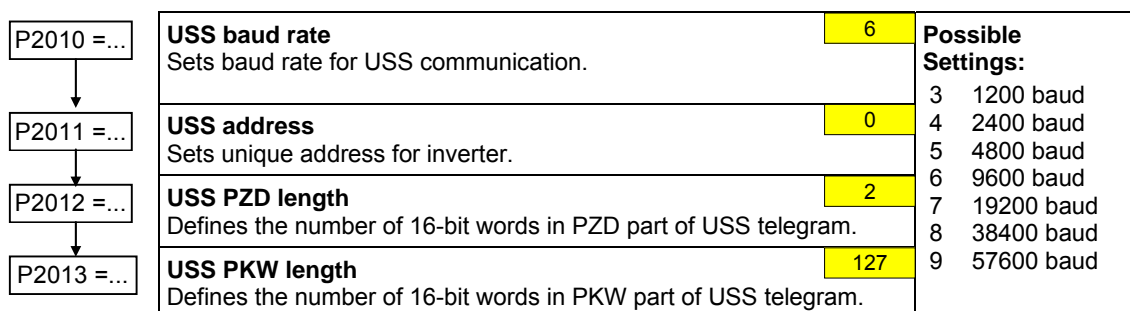 P2010 =...
USS baud rate
6
Sets baud rate for USS communication.
P2011 =...
USS address
0
Sets unique address for inverter.
P2012 =...
USS PZD length
2
Defines the number of 16-bit words in PZD part of USS telegram.
P2013 =...
USS PKW length
127
Defines the number of 16-bit words in PKW part of USS telegram.
Possible
Settings:
3 1200 baud
4 2400 baud
5 4800 baud
6 9600 baud
7 19200 baud
8 38400 baud
9 57600 baud